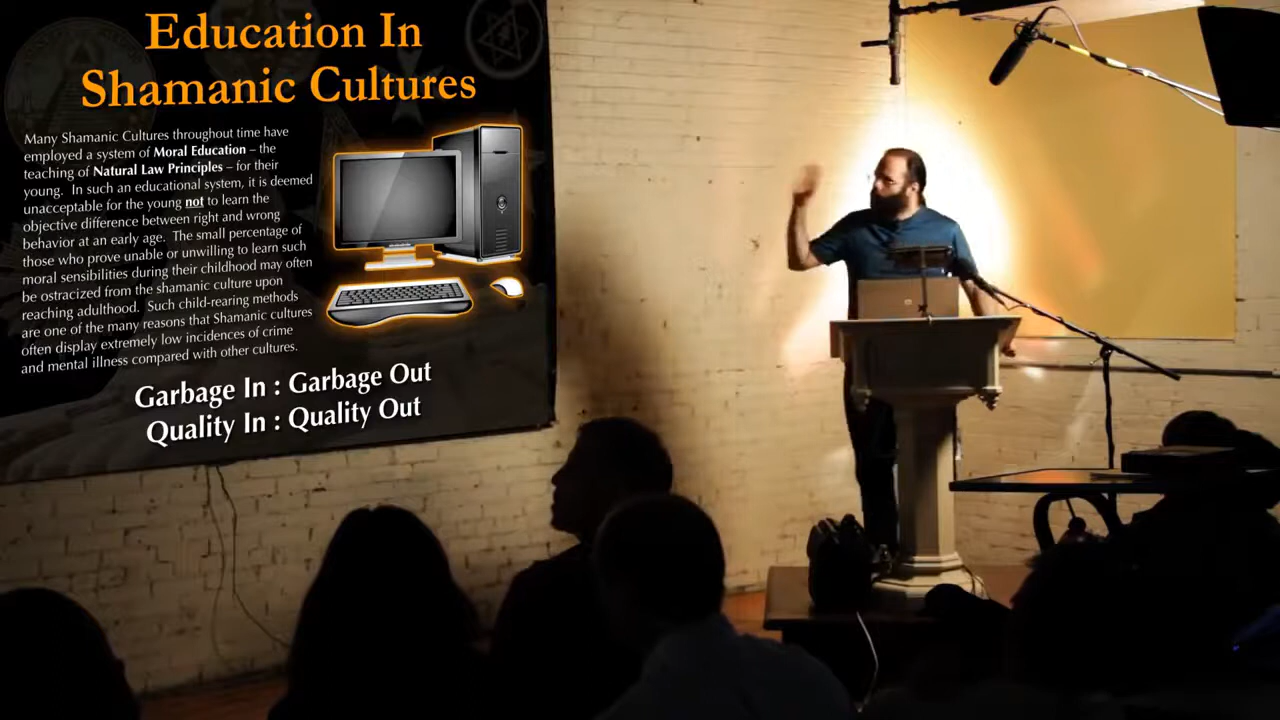 Education In
Shamanic Cultures
Many Shamanic Cultures throughout time have
employed a system of Moral Education – the
teaching of Natural Law Principles – for their
young.  In such an educational system, it is deemed
unacceptable for the young not to learn the
objective difference between right and wrong
behavior at an early age.  The small percentage of
those who prove unable or unwilling to learn such
moral sensibilities during their childhood may often
be ostracized from the shamanic culture upon
reaching adulthood.  Such child-rearing methods
are one of the many reasons that Shamanic cultures
often display extremely low incidences of crime
and mental illness compared with other cultures.
Garbage In : Garbage Out
Quality In : Quality Out